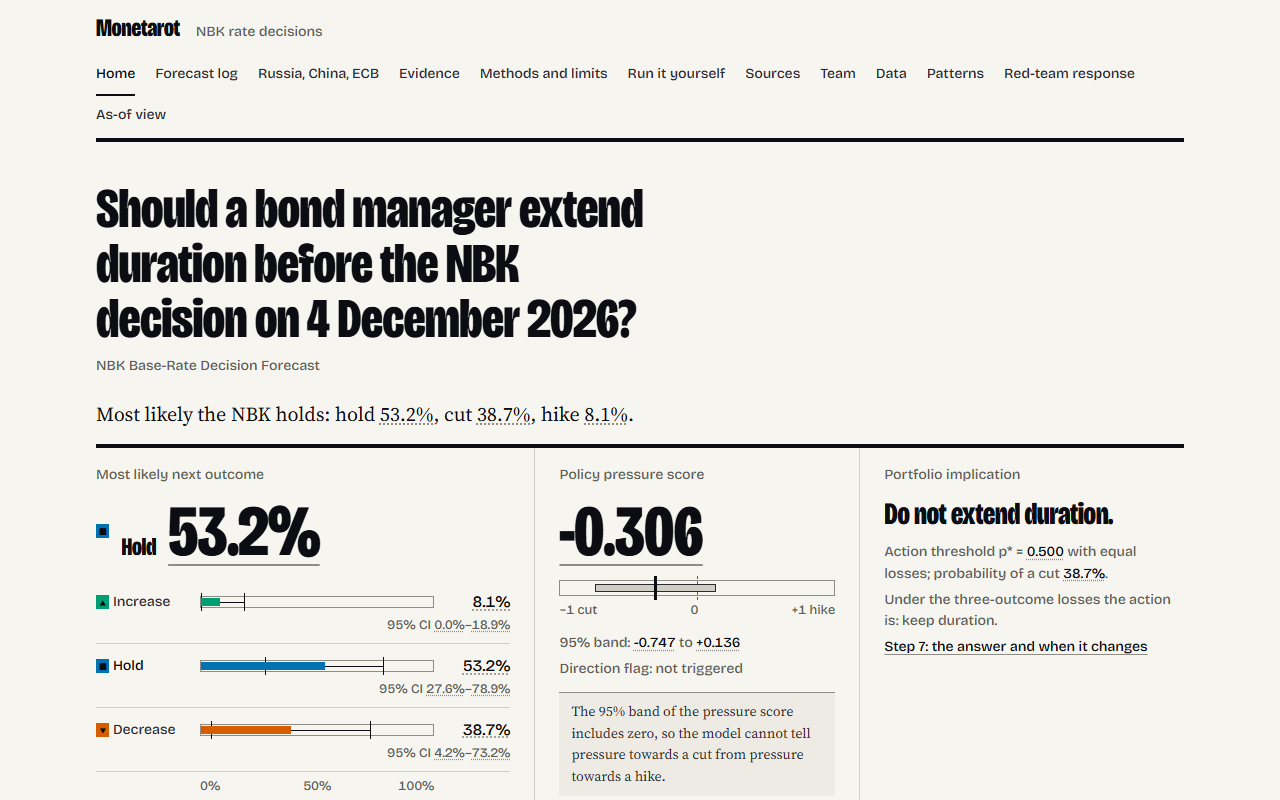 Monetarot NBK rate decisions
Home Forecast log Russia, China, ECB Evidence Methods and limits Run it yourself Sources Team Data Patterns Red-team response
As-of view
Should a bond manager extend
duration before the NBK
decision on 4 December 2026?
NBK Base-Rate Decision Forecast
Most likely the NBK holds: hold 53.2%, cut 38.7%, hike 8.1%.
Most likely next outcome
Hold 53.2%
Increase 8.1%
95% CI 0.0%–18.9%
Hold 53.2%
95% CI 27.6%–78.9%
Decrease 38.7%
95% CI 4.2%–73.2%
0% 50% 100%
Policy pressure score
-0.306
−1 cut 0 +1 hike
95% band: -0.747 to +0.136
Direction flag: not triggered
The 95% band of the pressure score
includes zero, so the model cannot tell
pressure towards a cut from pressure
towards a hike.
Portfolio implication
Do not extend duration.
Action threshold p* = 0.500 with equal
losses; probability of a cut 38.7%.
Under the three-outcome losses the action
is: keep duration.
Step 7: the answer and when it changes